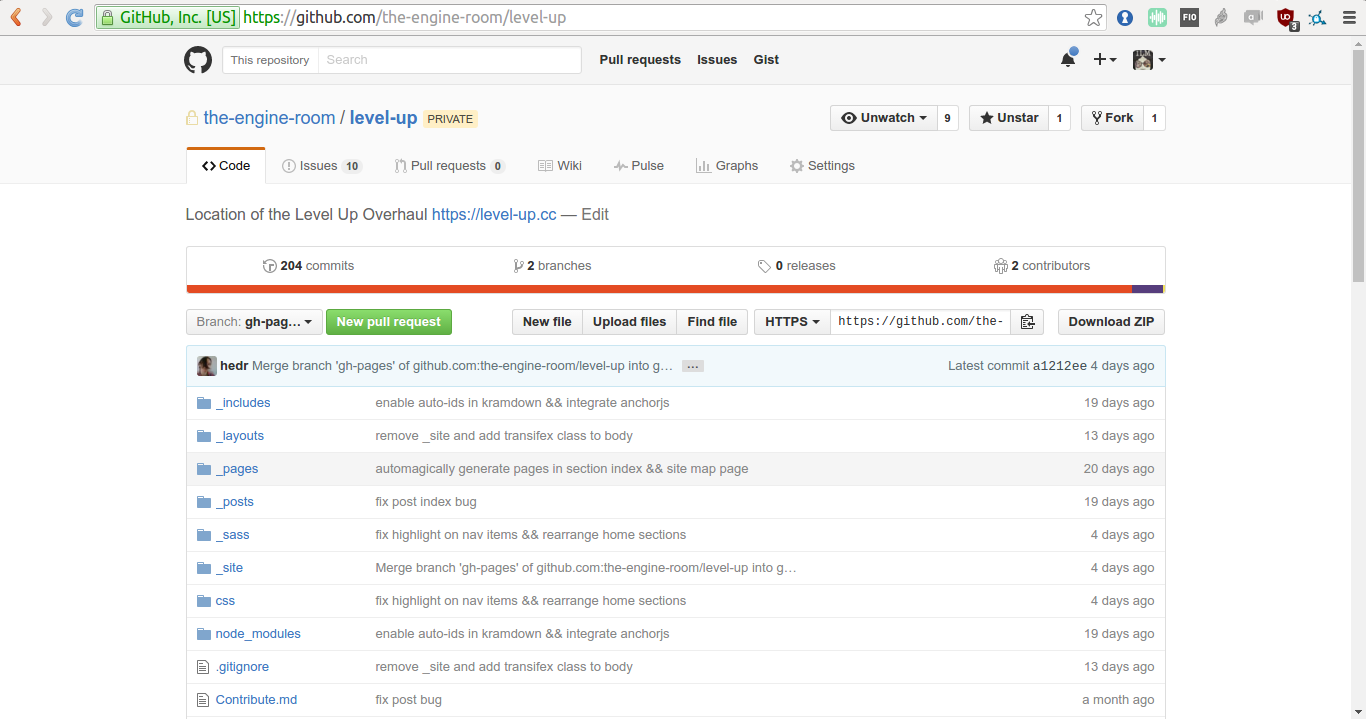 GitHub, Inc. [US] https://github.com/the-engine-room/level-up
FIO
UD
3
This repository Search Pull requests Issues Gist
the-engine-room / level-up PRIVATE
Unwatch 9 Unstar 1 Fork 1
Code Issues 10 Pull requests 0 Wiki Pulse Graphs Settings
Location of the Level Up Overhaul https://level-up.cc — Edit
204 commits 2 branches 0 releases 2 contributors
Branch: gh-pag… New pull request New file Upload files Find file HTTPS https://github.com/the- Download ZIP
hedr Merge branch 'gh-pages' of github.com:the-engine-room/level-up into g… … Latest commit a1212ee 4 days ago
_includes enable auto-ids in kramdown && integrate anchorjs 19 days ago
_layouts remove _site and add transifex class to body 13 days ago
_pages automagically generate pages in section index && site map page 20 days ago
_posts fix post index bug 19 days ago
_sass fix highlight on nav items && rearrange home sections 4 days ago
_site Merge branch 'gh-pages' of github.com:the-engine-room/level-up into g… 4 days ago
css fix highlight on nav items && rearrange home sections 4 days ago
node_modules enable auto-ids in kramdown && integrate anchorjs 19 days ago
.gitignore remove _site and add transifex class to body 13 days ago
Contribute.md fix post bug a month ago